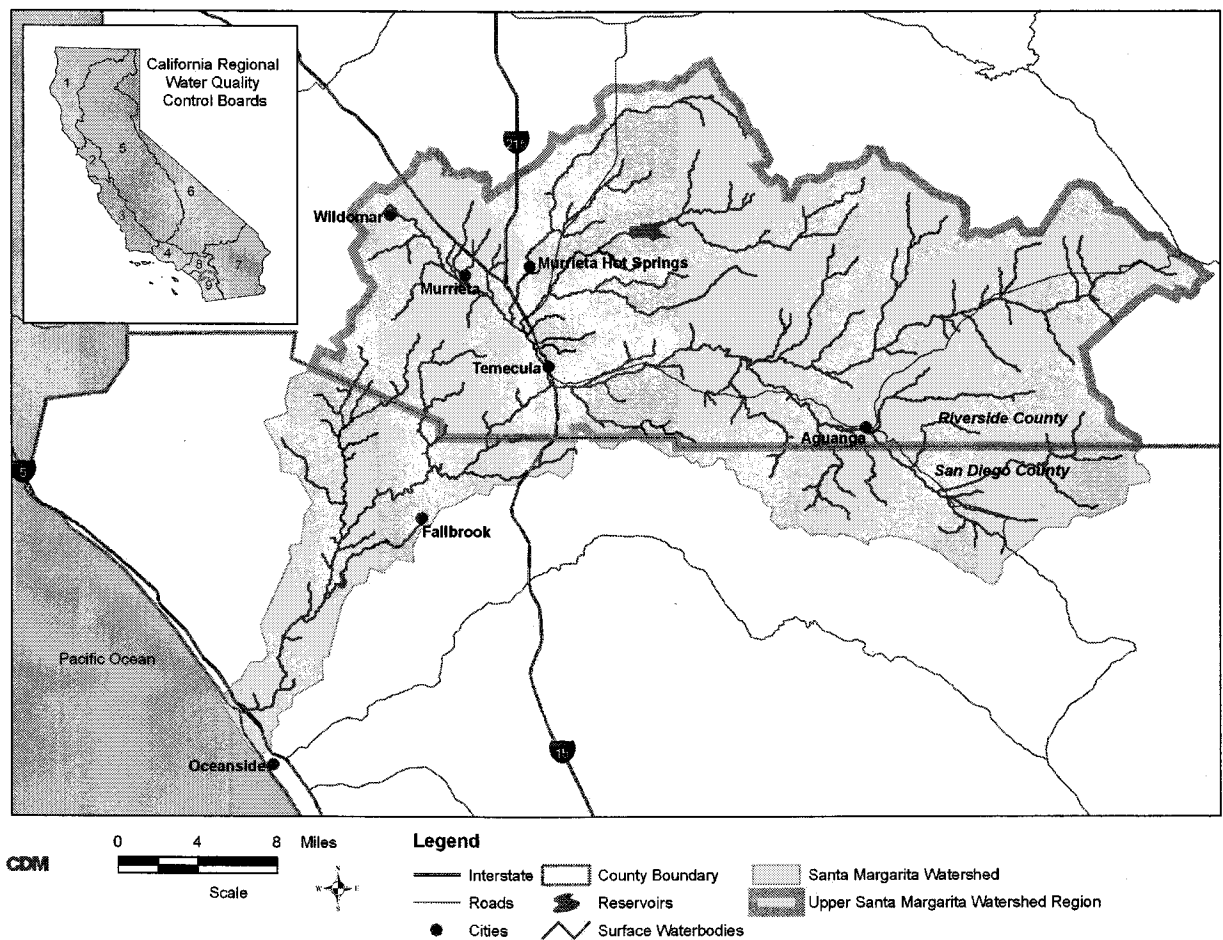 California Regional
Water Quality
Control Boards
1
2
5
3
6
4
8
7
9
215
Wildomar
Murrieta Hot Springs
Murrieta
Temecula
Riverside County
Aguanga
San Diego County
5
Fallbrook
Pacific Ocean
15
Oceanside
CDM
0 4 8 Miles
Scale
N
W E
S
Legend
Interstate
Roads
Cities
County Boundary
Reservoirs
Surface Waterbodies
Santa Margarita Watershed
Upper Santa Margarita Watershed Region